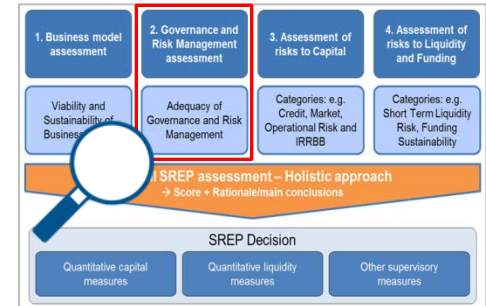 1. Business model
assessment
2. Governance and
Risk Management
assessment
3. Assessment of
risks to Capital
4. Assessment of
risks to Liquidity
and Funding
Viability and
Sustainability of
Business
Adequacy of
Governance and Risk
Management
Categories: e.g.
Credit, Market,
Operational Risk and
IRRBB
Categories: e.g.
Short Term Liquidity
Risk, Funding
Sustainability
SREP assessment – Holistic approach
→ Score + Rationale/main conclusions
SREP Decision
Quantitative capital
measures
Quantitative liquidity
measures
Other supervisory
measures